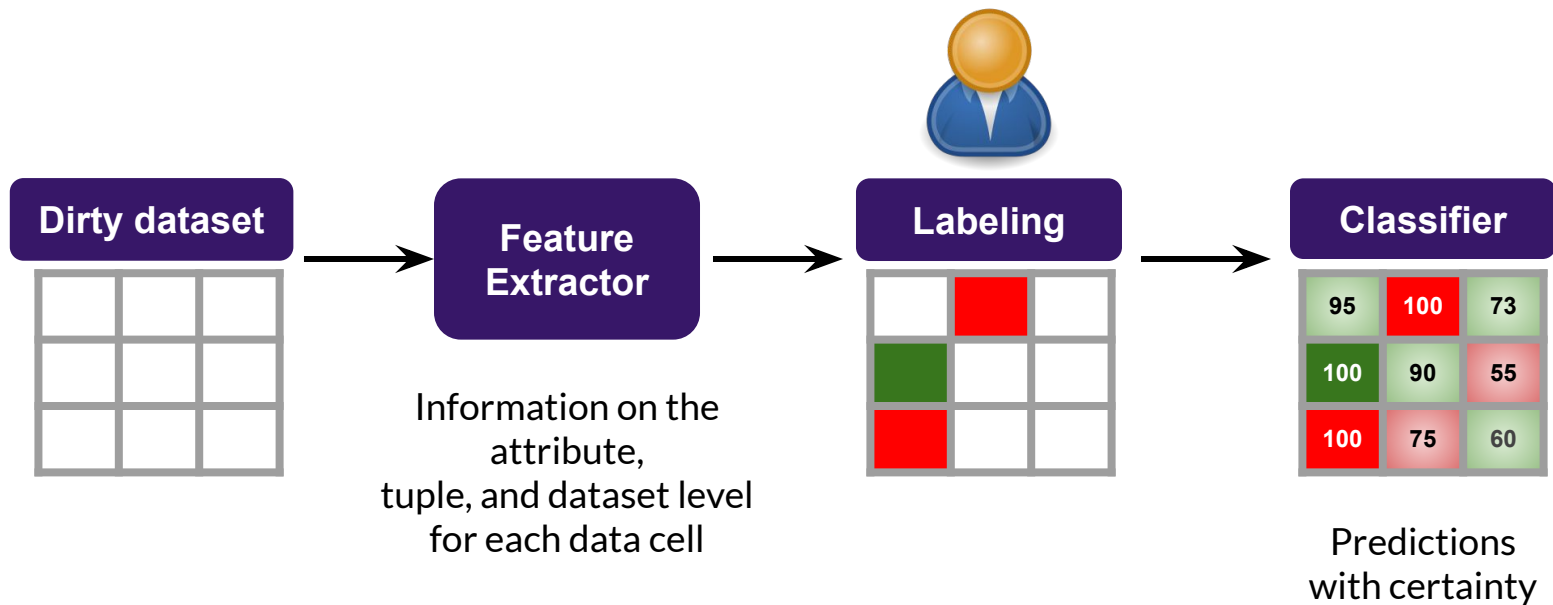 Dirty dataset
Feature
Extractor
Information on the
attribute,
tuple, and dataset level
for each data cell
Labeling
Classifier
95 100 73
100 90 55
100 75 60
Predictions
with certainty